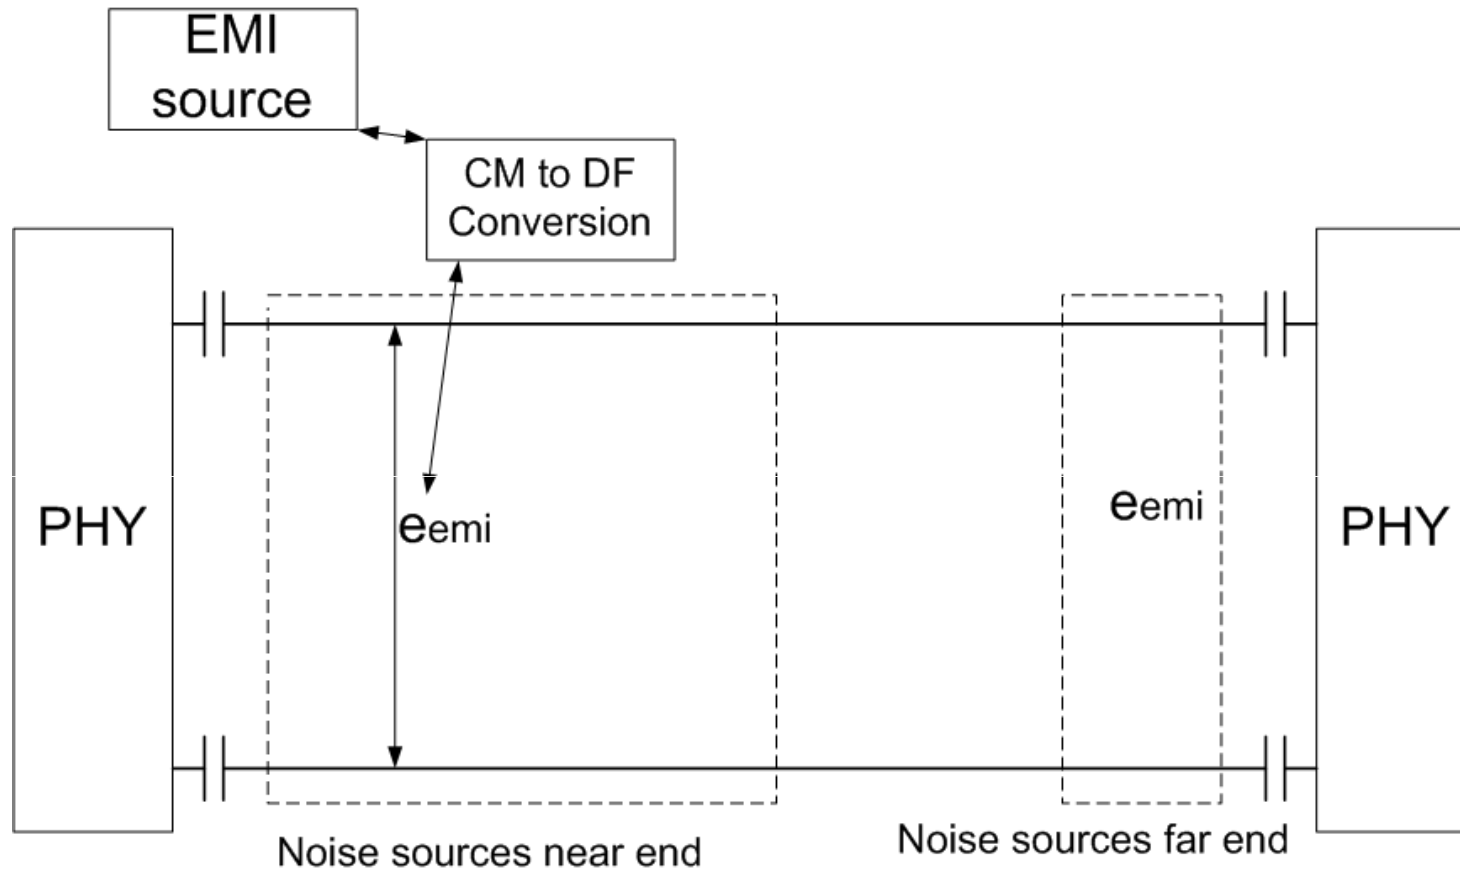 EMI
source
CM to DF
Conversion
PHY
eemi
eemi
PHY
Noise sources near end
Noise sources far end